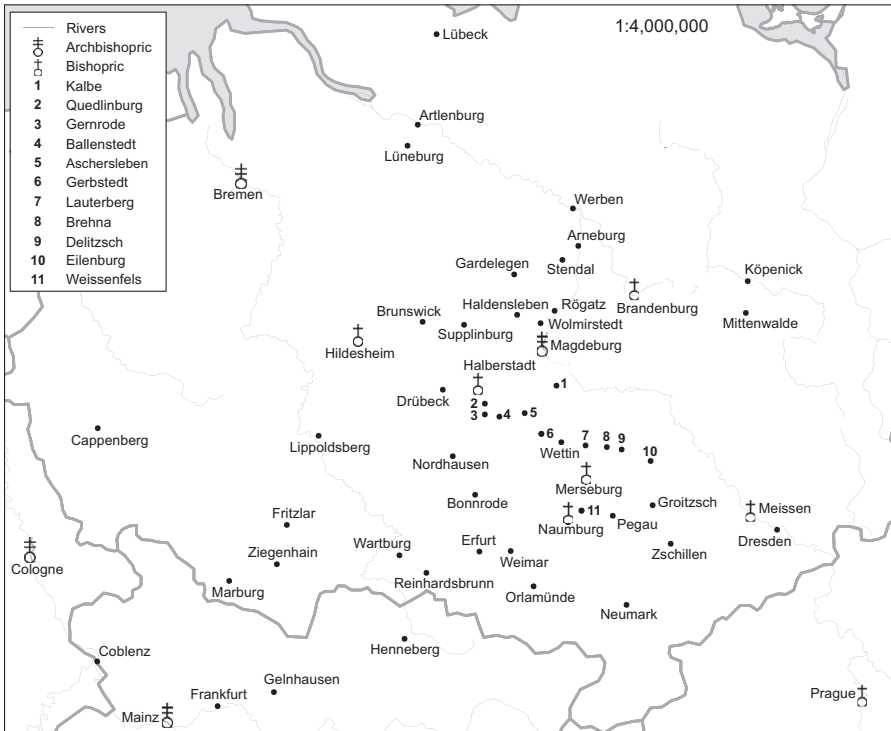 Rivers
Archbishopric
Bishopric
1 Kalbe
2 Quedlinburg
3 Gernrode
4 Ballenstedt
5 Aschersleben
6 Gerbstedt
7 Lauterberg
8 Brehna
9 Delitzsch
10 Eilenburg
11 Weissenfels
1:4,000,000
Lübeck
Artlenburg
Lüneburg
Bremen
Werben
Arneburg
Stendal
Gardelegen
Köpenick
Brandenburg
Mittenwalde
Haldensleben
Rögatz
Brunswick
Supplinburg
Wolmirstedt
Magdeburg
Hildesheim
Halberstadt
Drübeck
1
2
3
4
5
Cappenberg
Lippoldsberg
6
Wettin
7
8
9
10
Nordhausen
Merseburg
Bonnrode
Groitzsch
Meissen
Naumburg
11
Pegau
Dresden
Fritzlar
Zschillen
Cologne
Ziegenhain
Wartburg
Erfurt
Weimar
Marburg
Reinhardsbrunn
Orlamünde
Neumark
Henneberg
Coblenz
Gelnhausen
Frankfurt
Mainz
Prague